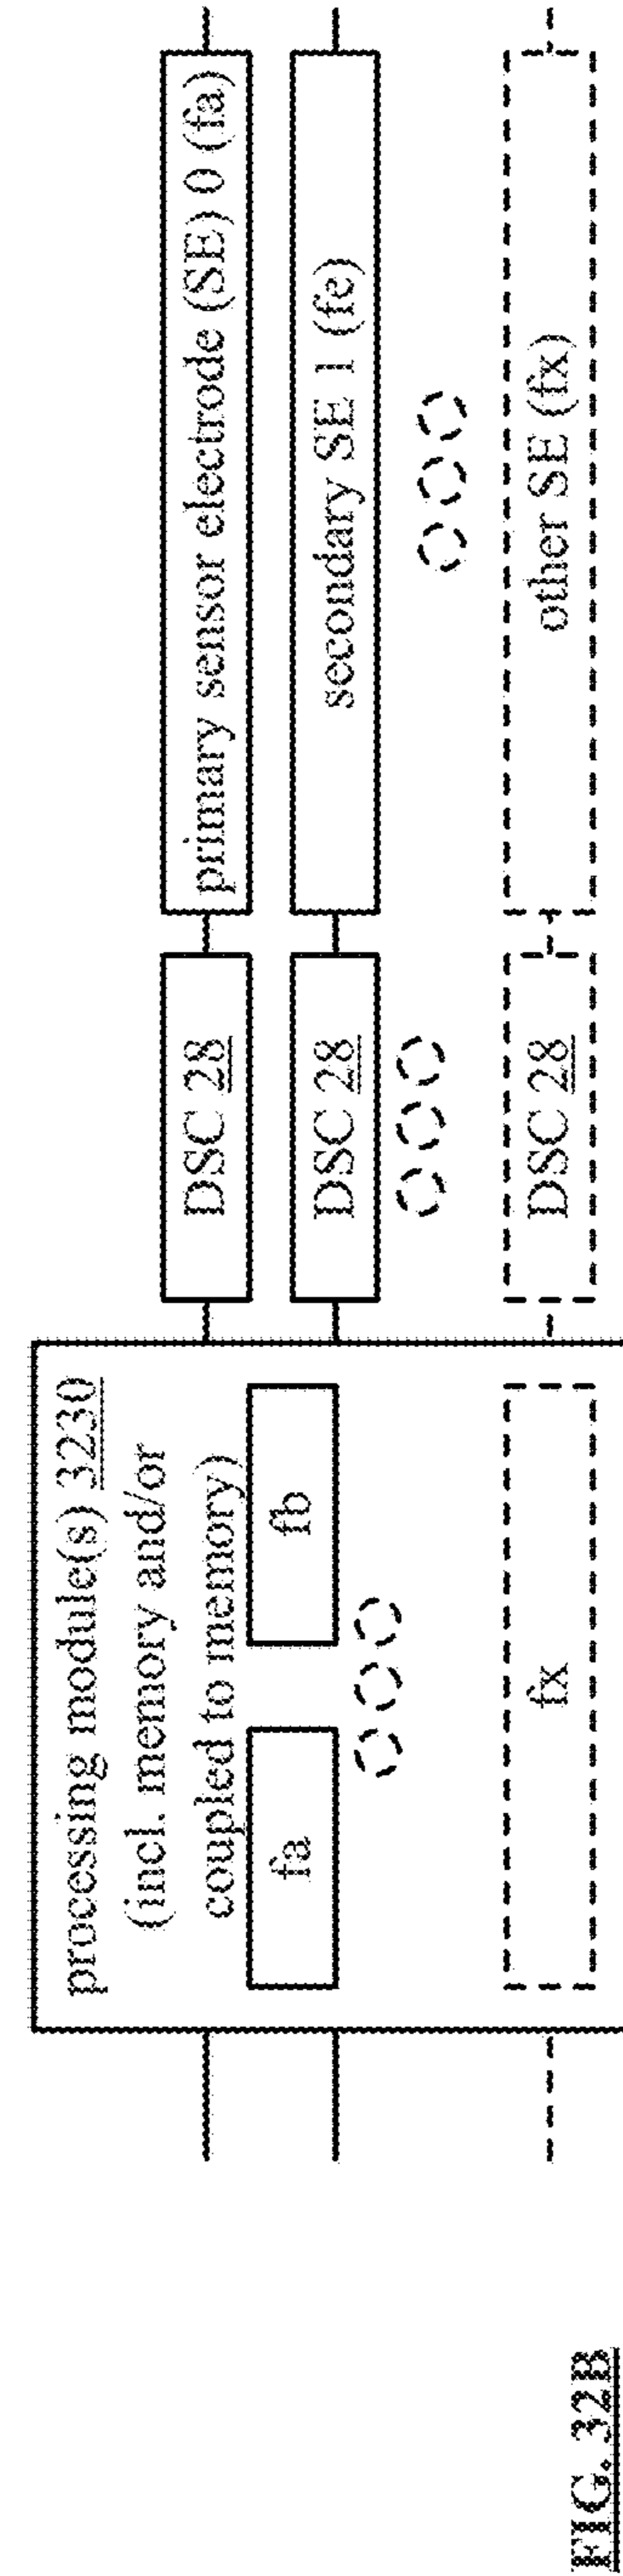 processing module(s) 3230
(incl. memory and/or
coupled to memory)
fa
fb
fx
DSC 28
DSC 28
DSC 28
primary sensor electrode (SE) 0 (fa)
secondary SE 1 (fe)
other SE (fx)
FIG. 32B